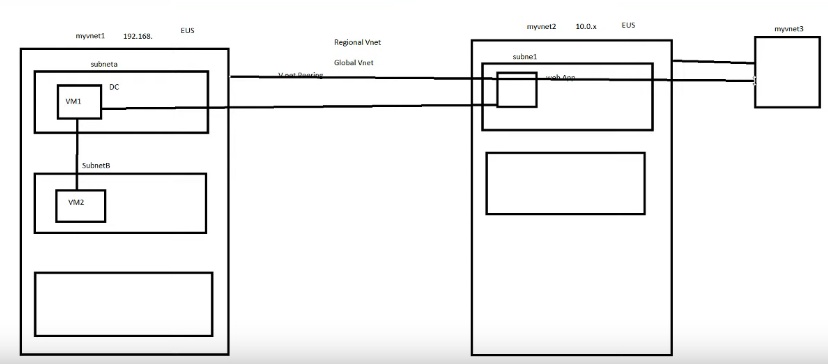 myvnet1 192.168. EUS
subneta
DC
VM1
SubnetB
VM2
Regional Vnet
Global Vnet
V.net Peering
myvnet2 10.0.x EUS
subne1
web App
myvnet3